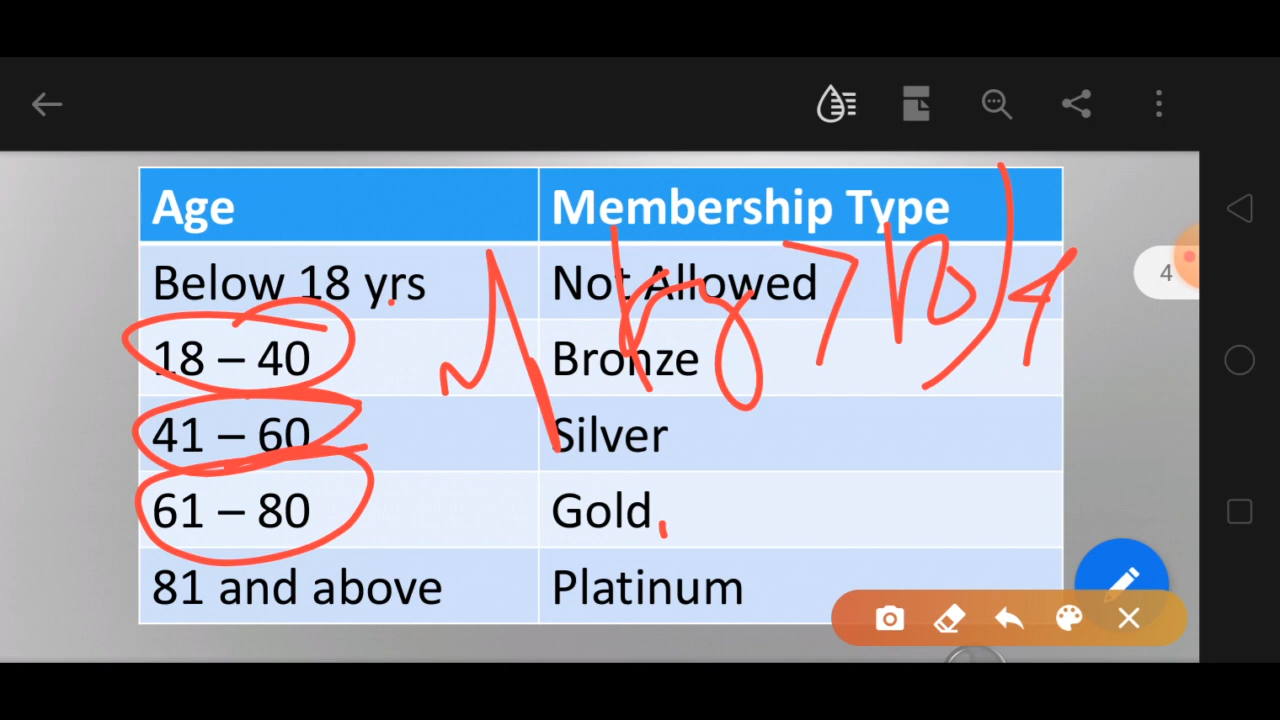 Age Membership Type
Below 18 yrs Not Allowed
4
18 – 40 Bronze
41 – 60 Silver
61 – 80 Gold
81 and above Platinum